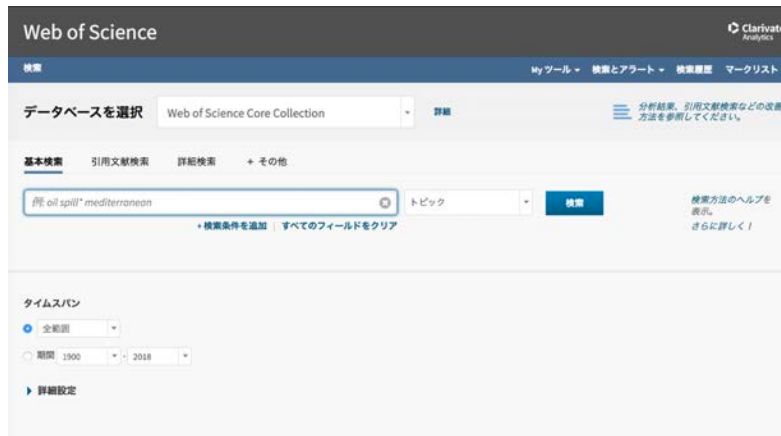 Web of Science
Clarivate
Analytics
検索
My ツール
検索とアラート
検索履歴
マークリスト
データベースを選択
Web of Science Core Collection
詳細
分析結果、引用文献検索などの改善
方法を参照してください。
基本検索
引用文献検索
詳細検索
+ その他
例: oil spill* mediterranean
トピック
検索
検索方法のヘルプを
表示。
さらに詳しく!
+検索条件を追加 | すべてのフィールドをクリア
タイムスパン
全範囲
期間 1900 - 2018
詳細設定